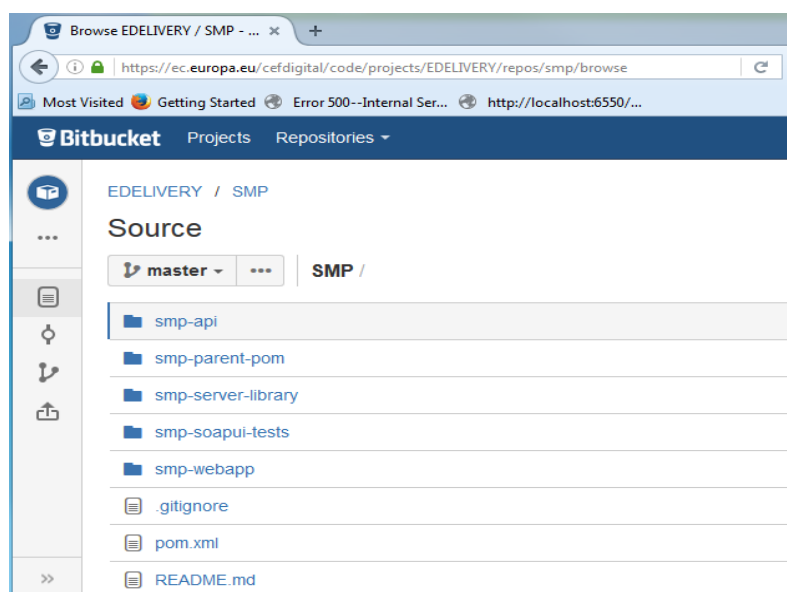 Browse EDELIVERY / SMP - ...
https://ec.europa.eu/cefdigital/code/projects/EDELIVERY/repos/smp/browse
Most Visited Getting Started Error 500--Internal Ser... http://localhost:6550/...
Bitbucket Projects Repositories
EDELIVERY / SMP
Source
master ... SMP /
smp-api
smp-parent-pom
smp-server-library
smp-soapui-tests
smp-webapp
.gitignore
pom.xml
README.md